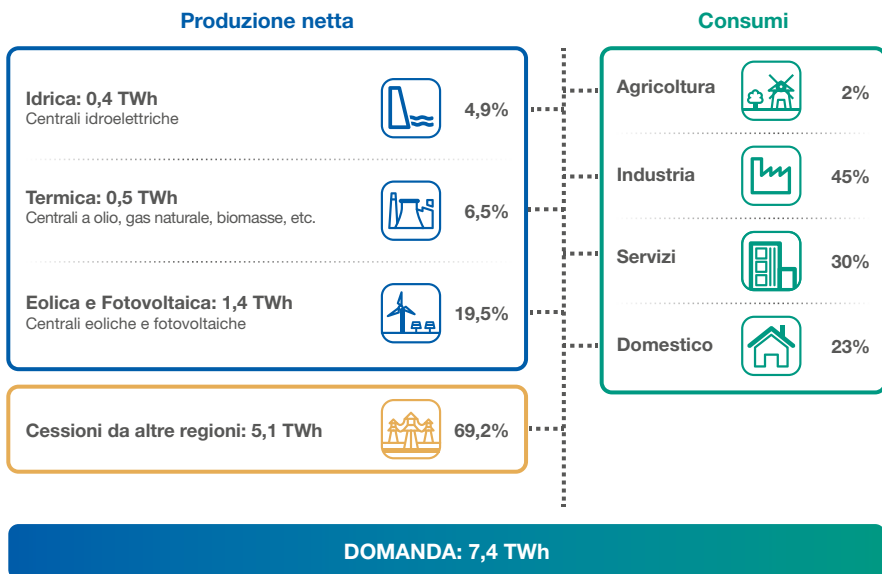 Produzione netta
Idrica: 0,4 TWh
Centrali idroelettriche
4,9%
Termica: 0,5 TWh
Centrali a olio, gas naturale, biomasse, etc.
6,5%
Eolica e Fotovoltaica: 1,4 TWh
Centrali eoliche e fotovoltaiche
19,5%
Cessioni da altre regioni: 5,1 TWh
69,2%
Consumi
Agricoltura
2%
Industria
45%
Servizi
30%
Domestico
23%
DOMANDA: 7,4 TWh